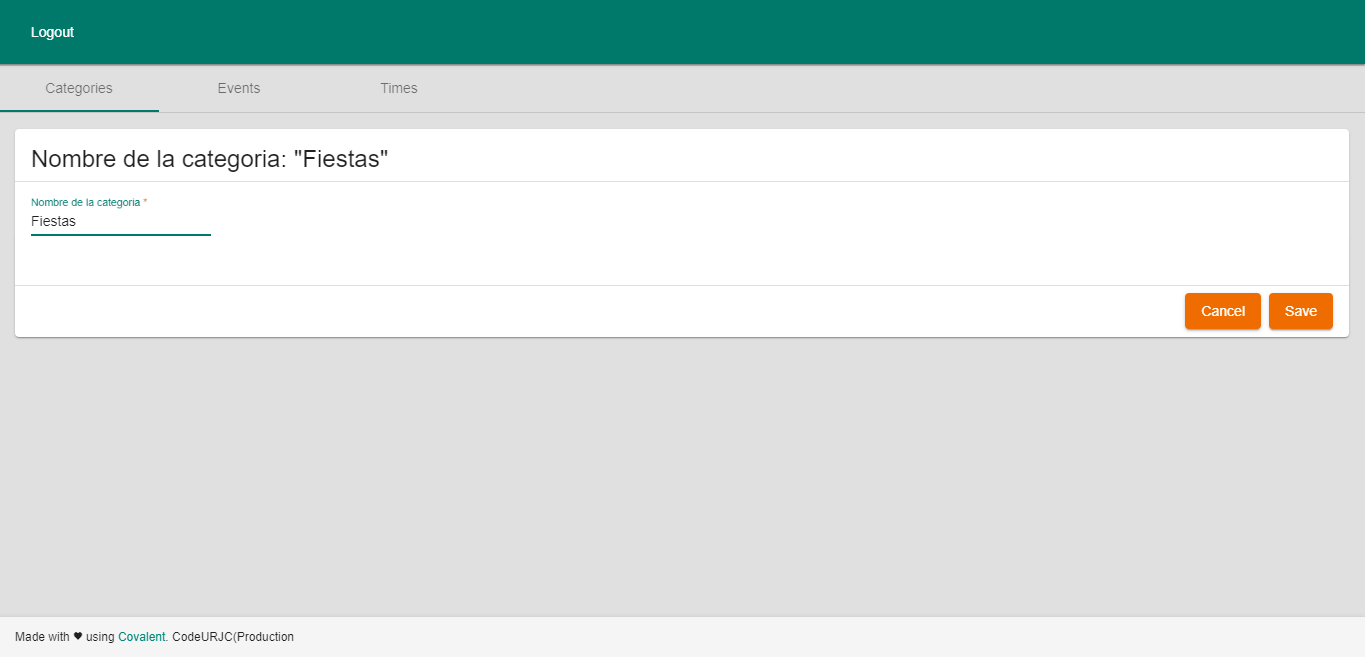 Logout
Categories Events Times
Nombre de la categoria: "Fiestas"
Nombre de la categoria *
Fiestas
Cancel Save
Made with ♥ using Covalent. CodeURJC(Production